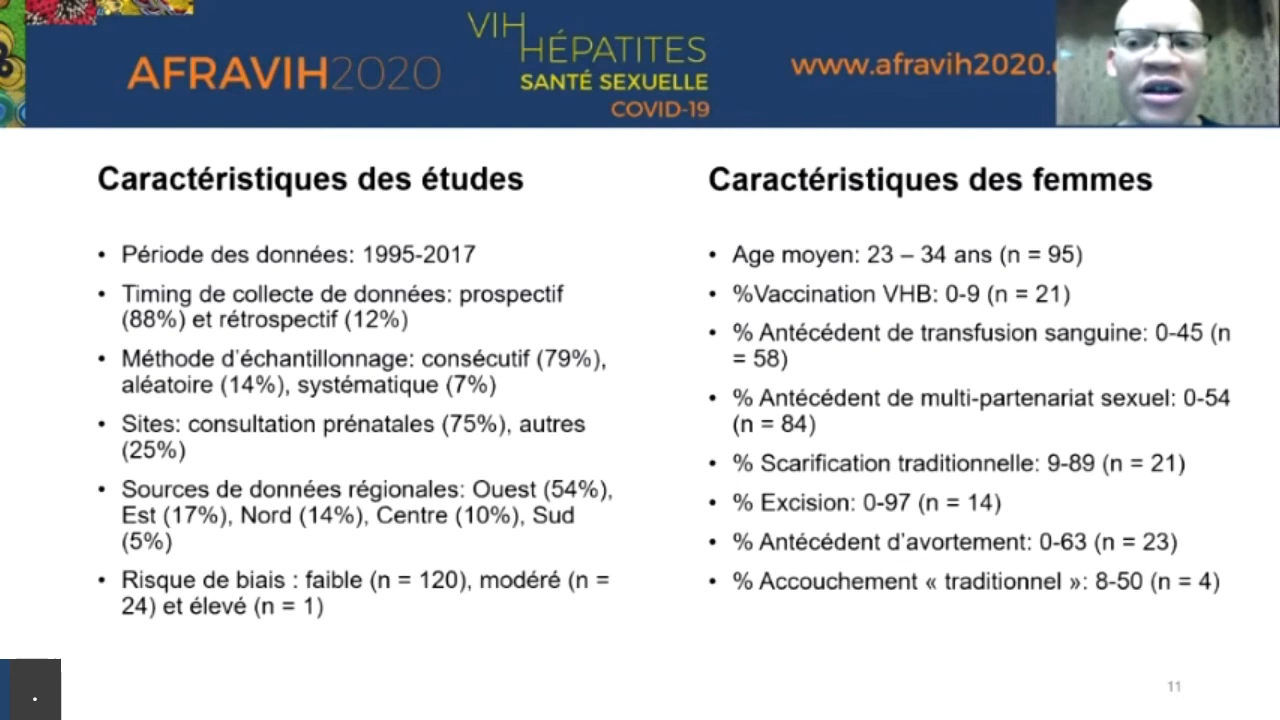 AFRAVIH2020
VIH
HÉPATITES
SANTÉ SEXUELLE
COVID-19
www.afravih2020.
Caractéristiques des études
• Période des données: 1995-2017
• Timing de collecte de données: prospectif
(88%) et rétrospectif (12%)
• Méthode d'échantillonnage: consécutif (79%),
aléatoire (14%), systématique (7%)
• Sites: consultation prénatales (75%), autres
(25%)
• Sources de données régionales: Ouest (54%),
Est (17%), Nord (14%), Centre (10%), Sud
(5%)
• Risque de biais : faible (n = 120), modéré (n =
24) et élevé (n = 1)
Caractéristiques des femmes
• Age moyen: 23 – 34 ans (n = 95)
• %Vaccination VHB: 0-9 (n = 21)
• % Antécédent de transfusion sanguine: 0-45 (n
= 58)
• % Antécédent de multi-partenariat sexuel: 0-54
(n = 84)
• % Scarification traditionnelle: 9-89 (n = 21)
• % Excision: 0-97 (n = 14)
• % Antécédent d'avortement: 0-63 (n = 23)
• % Accouchement « traditionnel »: 8-50 (n = 4)
11